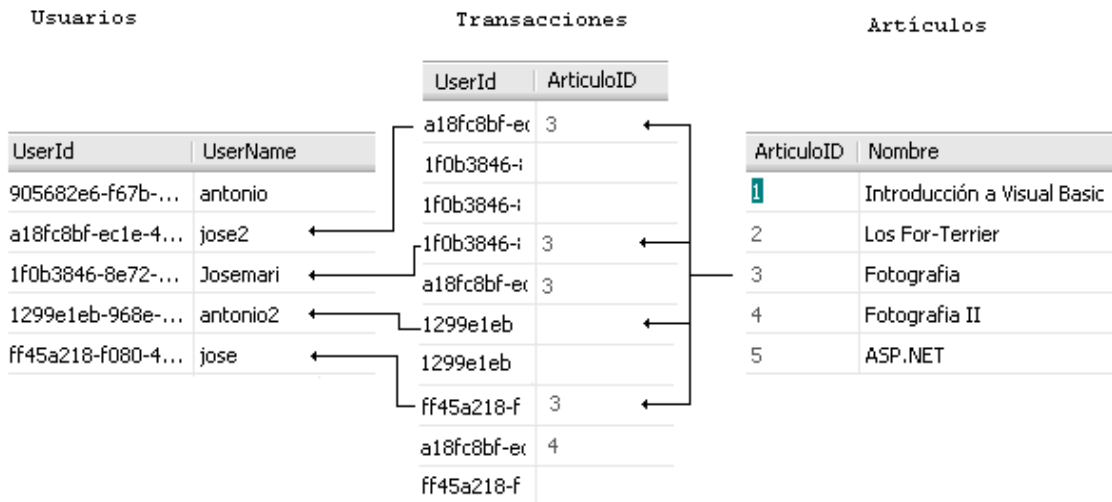 Usuarios
Transacciones
Artículos
UserId ArticuloID
a18fc8bf-ec 3
1f0b3846-8
1f0b3846-8
1f0b3846-8 3
a18fc8bf-ec 3
1299e1eb
1299e1eb
ff45a218-f 3
a18fc8bf-ec 4
ff45a218-f
UserId UserName
905682e6-f67b-... antonio
a18fc8bf-ec1e-4... jose2
1f0b3846-8e72-... Josemari
1299e1eb-968e-... antonio2
ff45a218-f080-4... jose
ArticuloID Nombre
1 Introducción a Visual Basic
2 Los For-Terrier
3 Fotografia
4 Fotografia II
5 ASP.NET